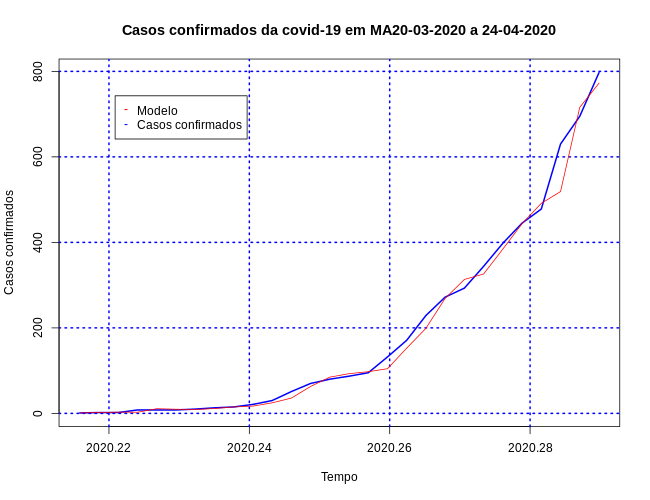 Casos confirmados da covid-19 em MA20-03-2020 a 24-04-2020
Casos confirmados
800
600
400
200
0
Modelo
Casos confirmados
2020.22 2020.24 2020.26 2020.28
Tempo